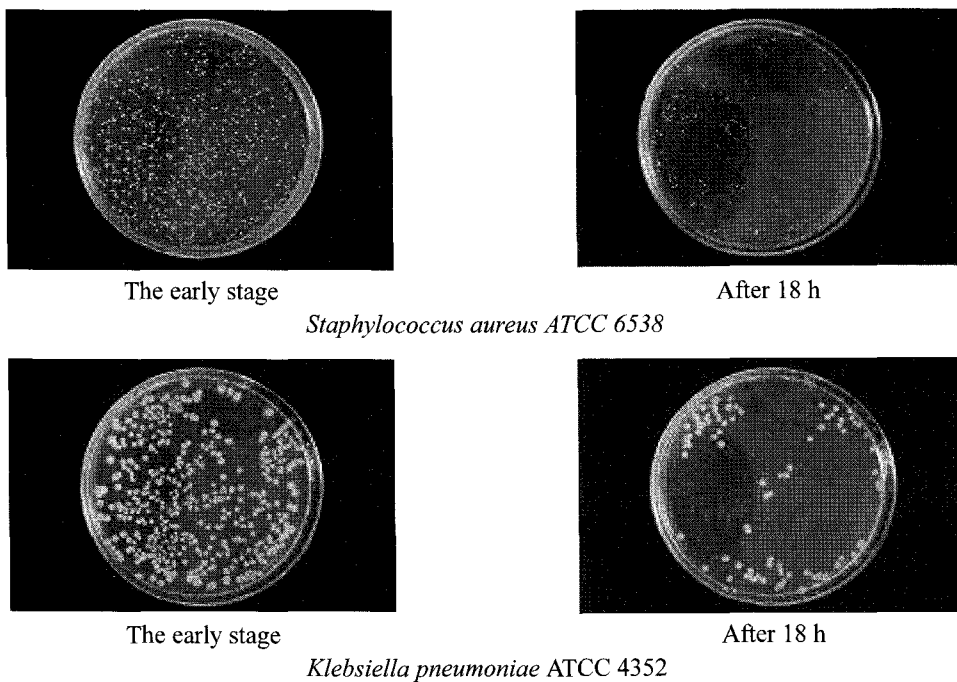 The early stage
After 18 h
Staphylococcus aureus ATCC 6538
The early stage
After 18 h
Klebsiella pneumoniae ATCC 4352